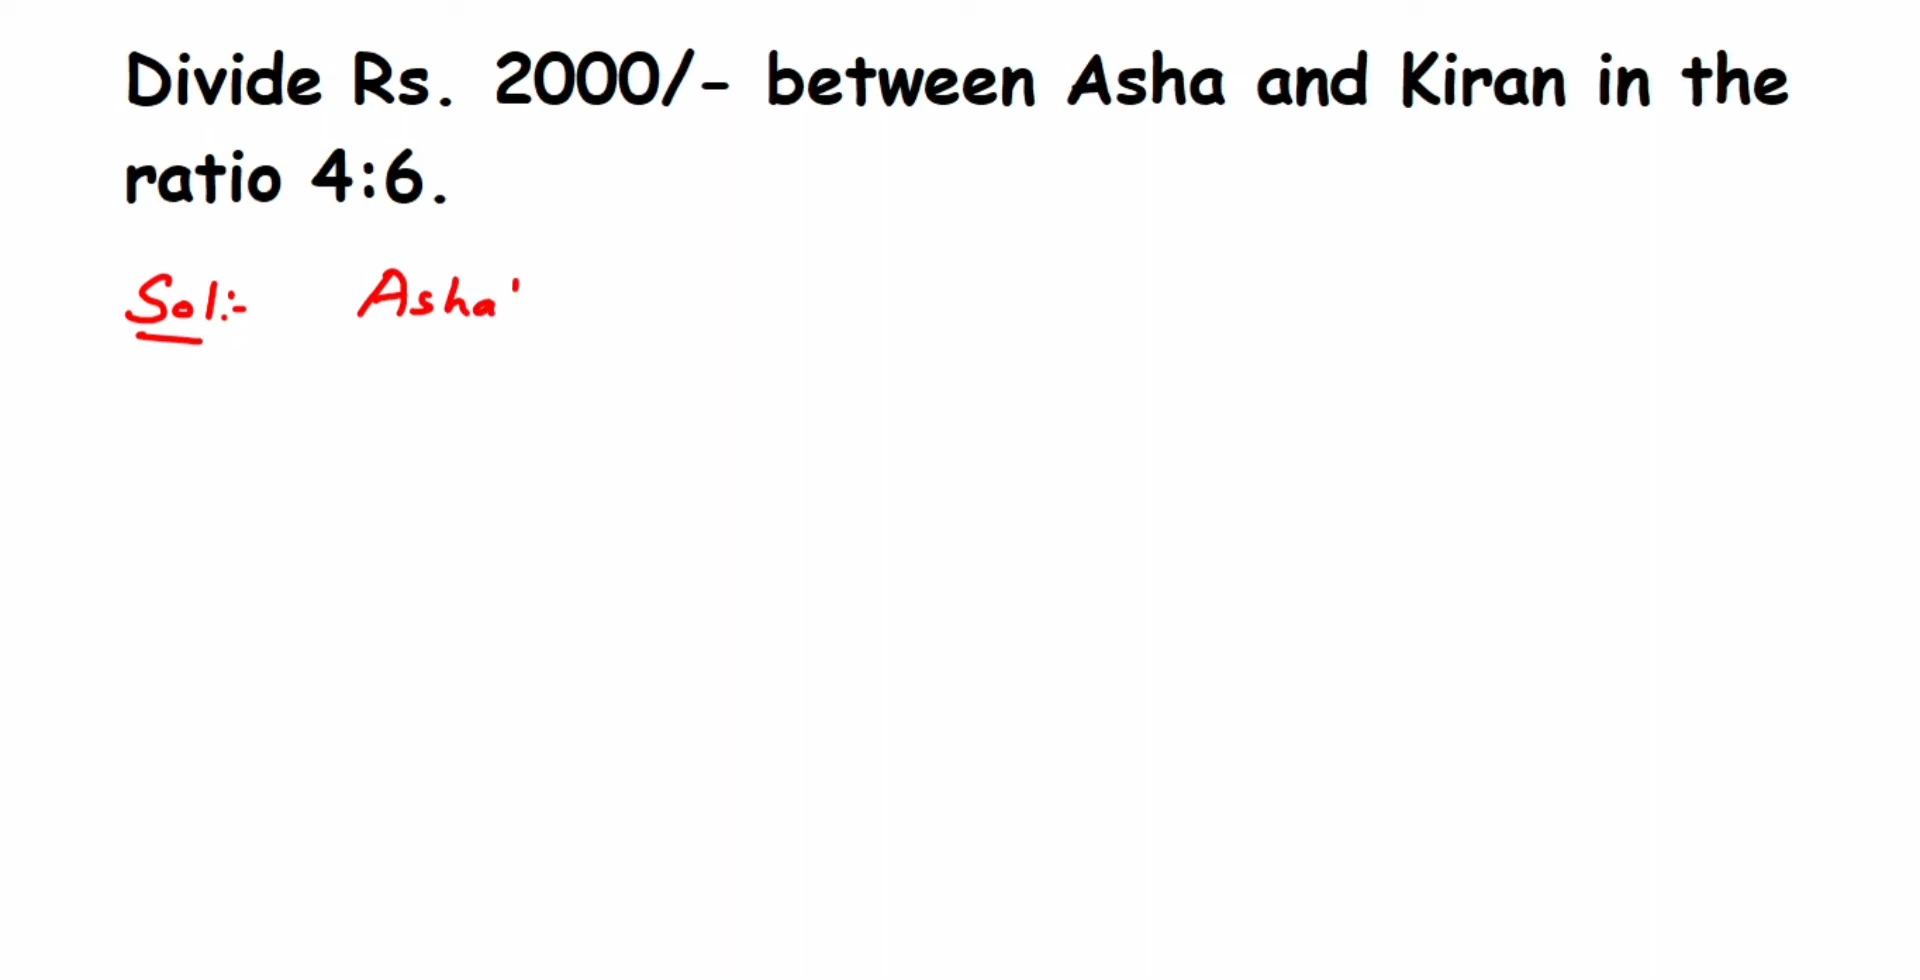 Divide Rs. 2000/- between Asha and Kiran in the
ratio 4:6.
Sol:- Asha'